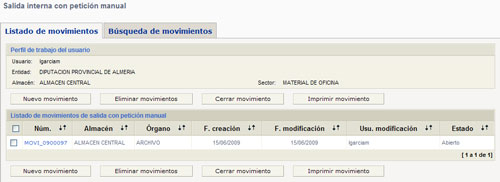 Salida interna con petición manual
Listado de movimientos Búsqueda de movimientos
Perfil de trabajo del usuario
Usuario: lgarciam
Entidad: DIPUTACION PROVINCIAL DE ALMERIA
Almacén: ALMACEN CENTRAL Sector: MATERIAL DE OFICINA
Nuevo movimiento Eliminar movimientos Cerrar movimiento Imprimir movimiento
Listado de movimientos de salida con petición manual
Núm. Almacén Órgano F. creación F. modificación Usu. modificación Estado
MOVI_0900097 ALMACEN CENTRAL ARCHIVO 15/06/2009 15/06/2009 lgarciam Abierto
[1 a 1 de 1]
Nuevo movimiento Eliminar movimientos Cerrar movimiento Imprimir movimiento